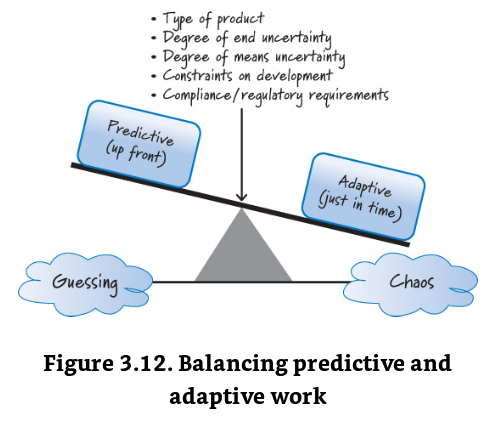 • Type of product
• Degree of end uncertainty
• Degree of means uncertainty
• Constraints on development
• Compliance/regulatory requirements
Predictive
(up front)
Adaptive
(just in time)
Guessing
Chaos
Figure 3.12. Balancing predictive and
adaptive work